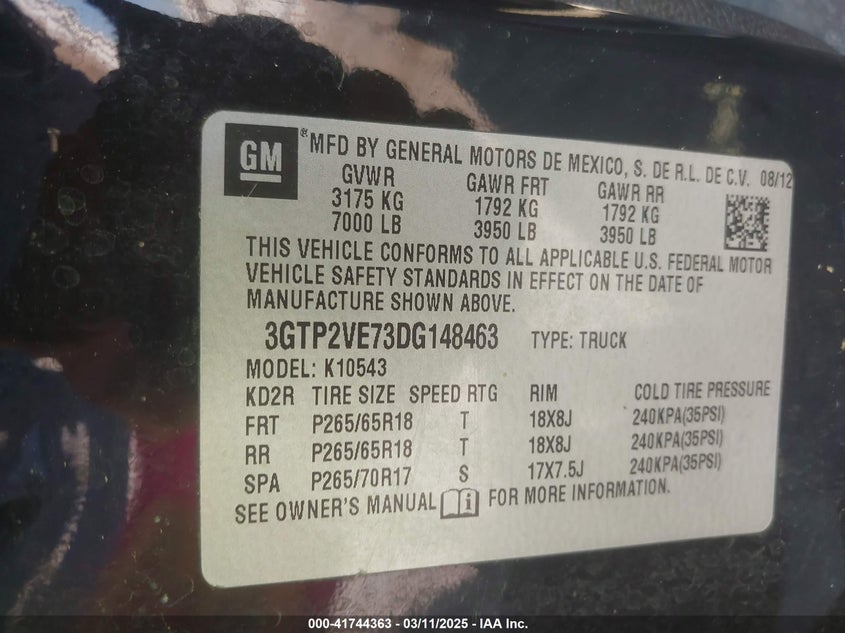 GM
® MFD BY GENERAL MOTORS DE MEXICO, S. DE R.L. DE C.V. 08/12
GVWR GAWR FRT GAWR RR
3175 KG 1792 KG 1792 KG
7000 LB 3950 LB 3950 LB
THIS VEHICLE CONFORMS TO ALL APPLICABLE U.S. FEDERAL MOTOR
VEHICLE SAFETY STANDARDS IN EFFECT ON THE DATE OF
MANUFACTURE SHOWN ABOVE.
3GTP2VE73DG148463 TYPE: TRUCK
MODEL: K10543
KD2R TIRE SIZE SPEED RTG RIM COLD TIRE PRESSURE
FRT P265/65R18 T 18X8J 240KPA(35PSI)
RR P265/65R18 T 18X8J 240KPA(35PSI)
SPA P265/70R17 S 17X7.5J 240KPA(35PSI)
SEE OWNER'S MANUAL i FOR MORE INFORMATION.
000-41744363 - 03/11/2025 - IAA Inc.